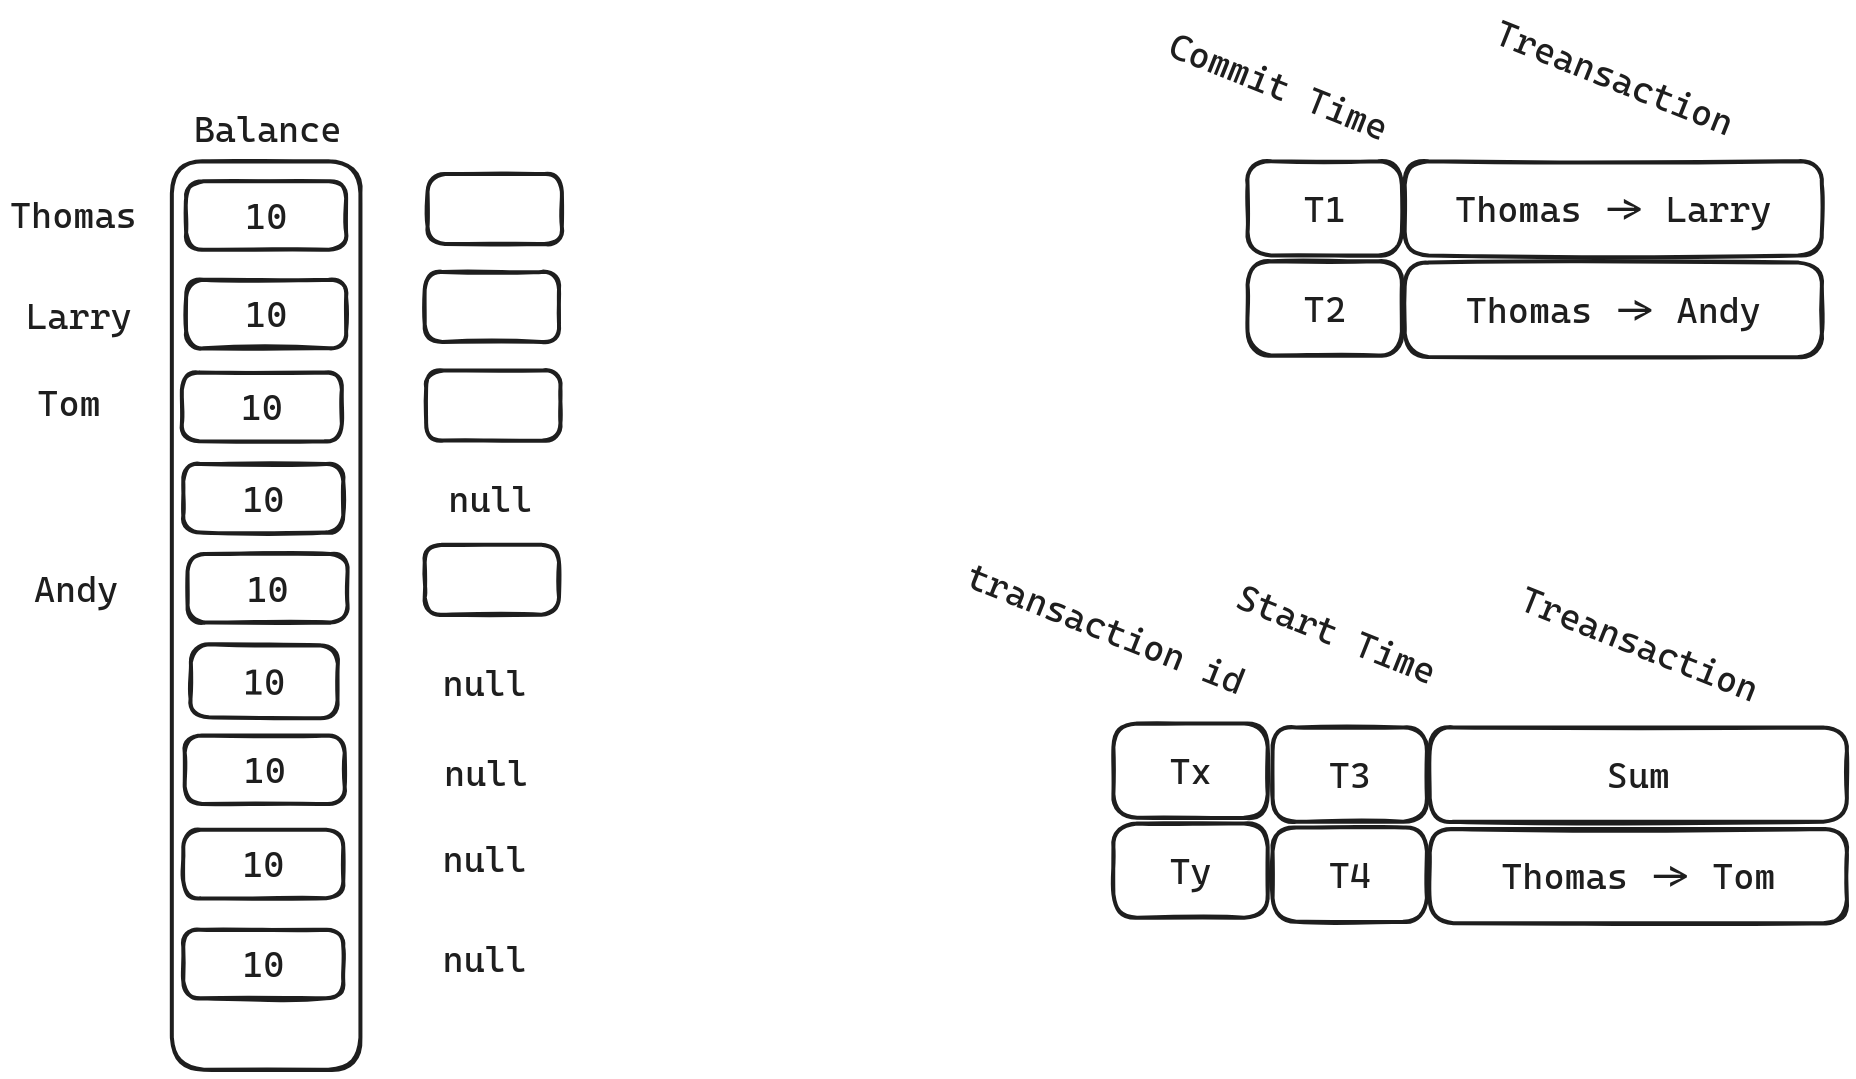 Balance
Thomas 10
Larry 10
Tom 10
10 null
Andy 10
10 null
10 null
10 null
10 null
Commit Time Treansaction
T1 Thomas → Larry
T2 Thomas → Andy
transaction id Start Time Treansaction
Tx T3 Sum
Ty T4 Thomas → Tom